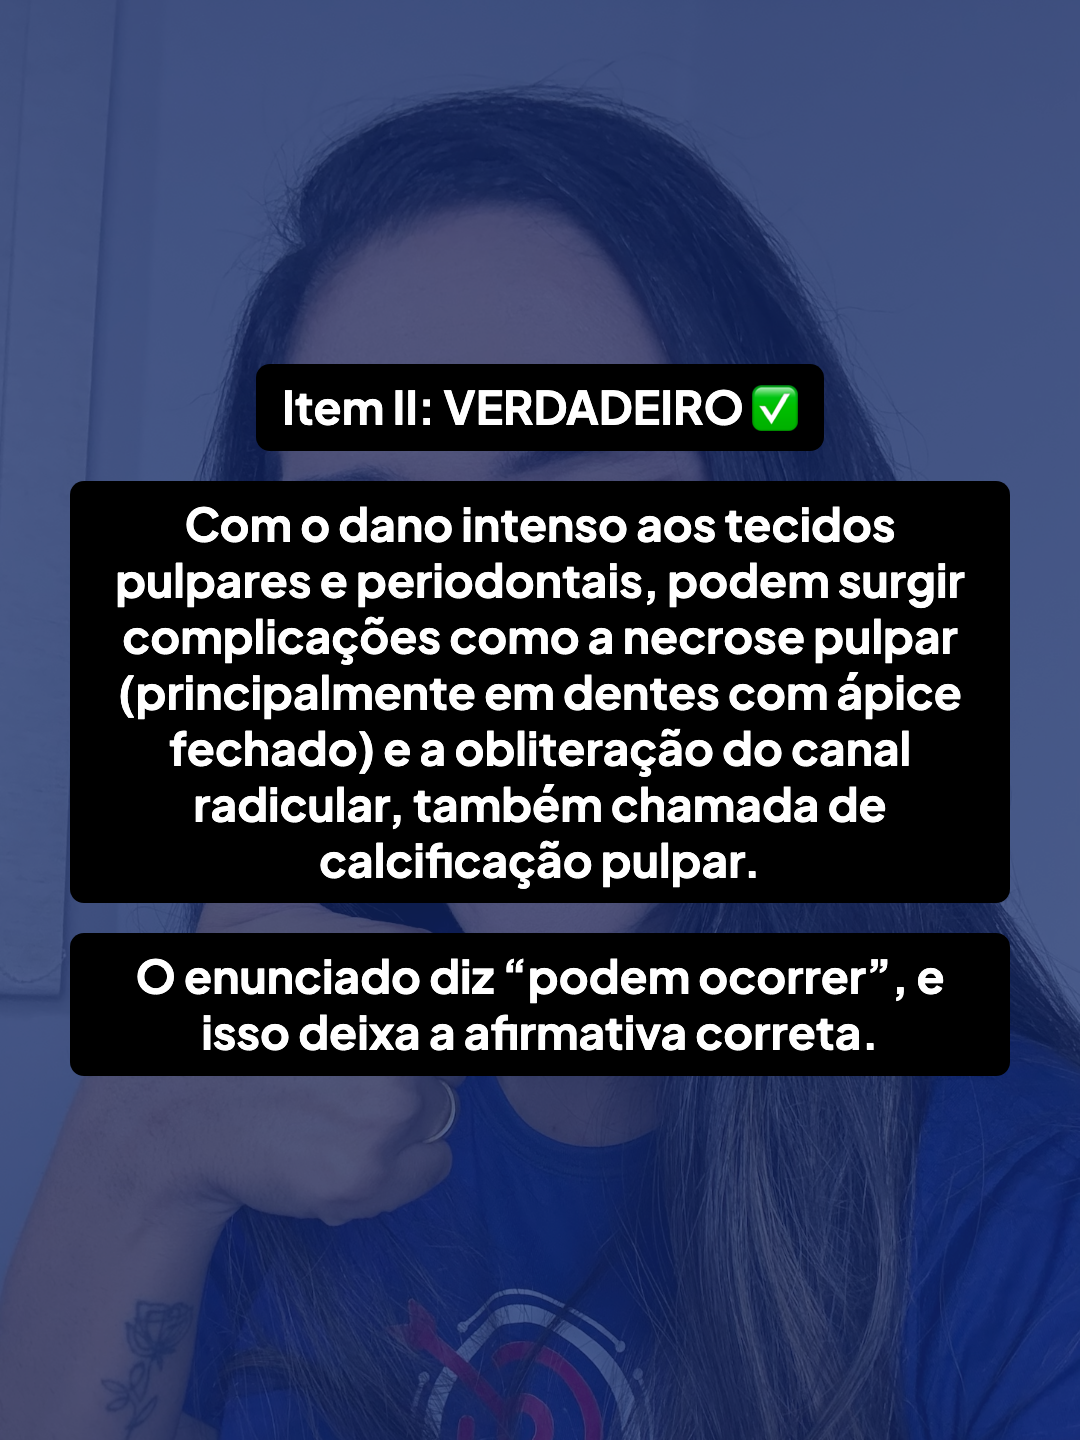 Item II: VERDADEIRO ✅
Com o dano intenso aos tecidos
pulpares e periodontais, podem surgir
complicações como a necrose pulpar
(principalmente em dentes com ápice
fechado) e a obliteração do canal
radicular, também chamada de
calcificação pulpar.
O enunciado diz “podem ocorrer”, e
isso deixa a afirmativa correta.